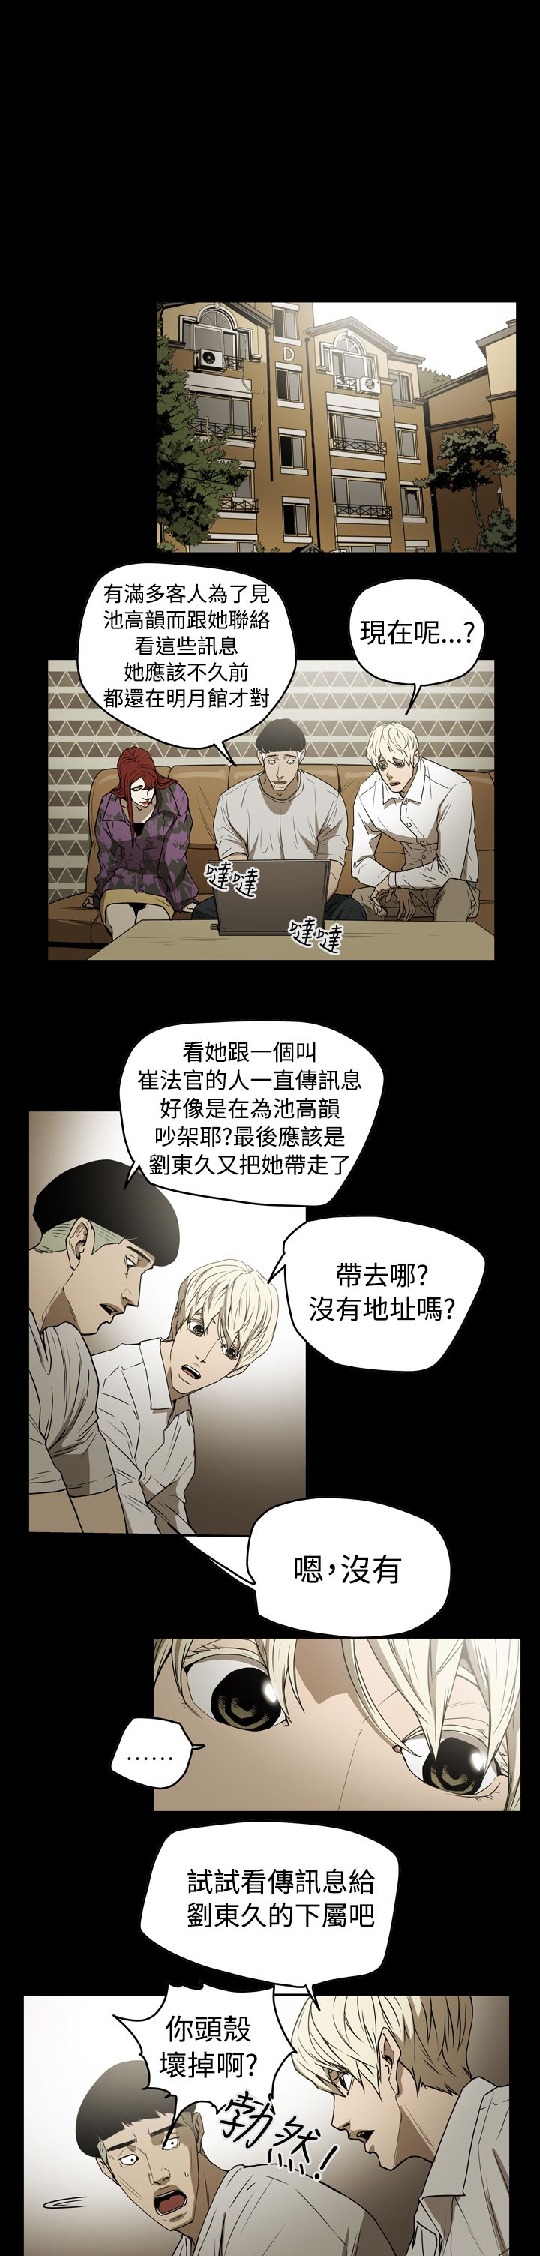 D
有滿多客人為了見
池高韻而跟她聯絡
看這些訊息
她應該不久前
都還在明月館才對
現在呢...?
噠噠
噠噠
看她跟一個叫
崔法官的人一直傳訊息
好像是在為池高韻
吵架耶?最後應該是
劉東久又把她帶走了
帶去哪?
沒有地址嗎?
嗯,沒有
······
試試看傳訊息給
劉東久的下屬吧
你頭殼
壞掉啊?
勃然!